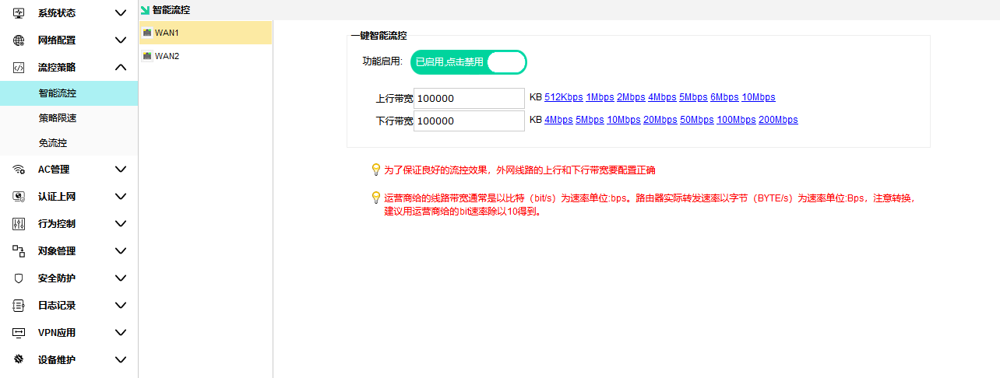 系统状态
网络配置
流控策略
智能流控
策略限速
免流控
AC管理
认证上网
行为控制
对象管理
安全防护
日志记录
VPN应用
设备维护
智能流控
WAN1
WAN2
一键智能流控
功能启用: 已启用,点击禁用
上行带宽 100000 KB 512Kbps 1Mbps 2Mbps 4Mbps 5Mbps 6Mbps 10Mbps
下行带宽 100000 KB 4Mbps 5Mbps 10Mbps 20Mbps 50Mbps 100Mbps 200Mbps
为了保证良好的流控效果，外网线路的上行和下行带宽要配置正确
运营商给的线路带宽通常是以比特（bit/s）为速率单位:bps。路由器实际转发速率以字节（BYTE/s）为速率单位:Bps，注意转换，
建议用运营商给的bit速率除以10得到。